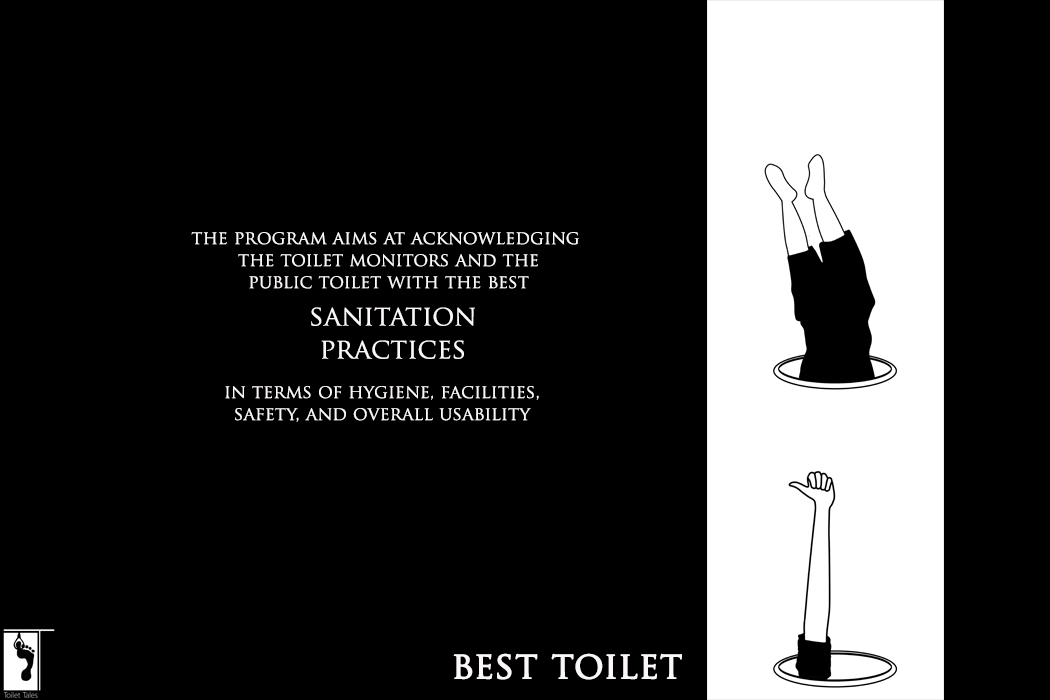 THE PROGRAM AIMS AT ACKNOWLEDGING
THE TOILET MONITORS AND THE
PUBLIC TOILET WITH THE BEST
SANITATION
PRACTICES
IN TERMS OF HYGIENE, FACILITIES,
SAFETY, AND OVERALL USABILITY
BEST TOILET
Toilet Tales